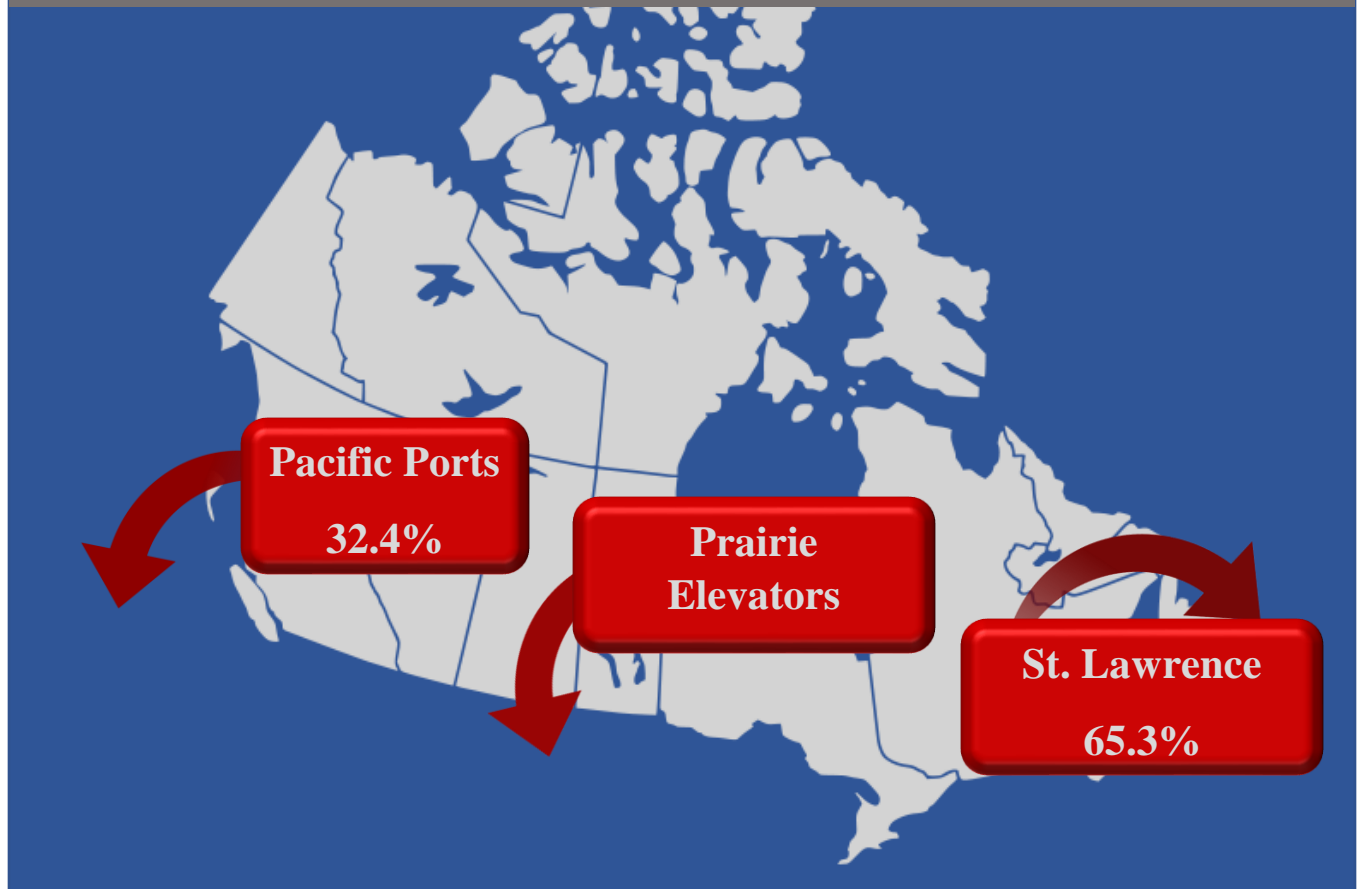 Pacific Ports
32.4%
Prairie
Elevators
St. Lawrence
65.3%